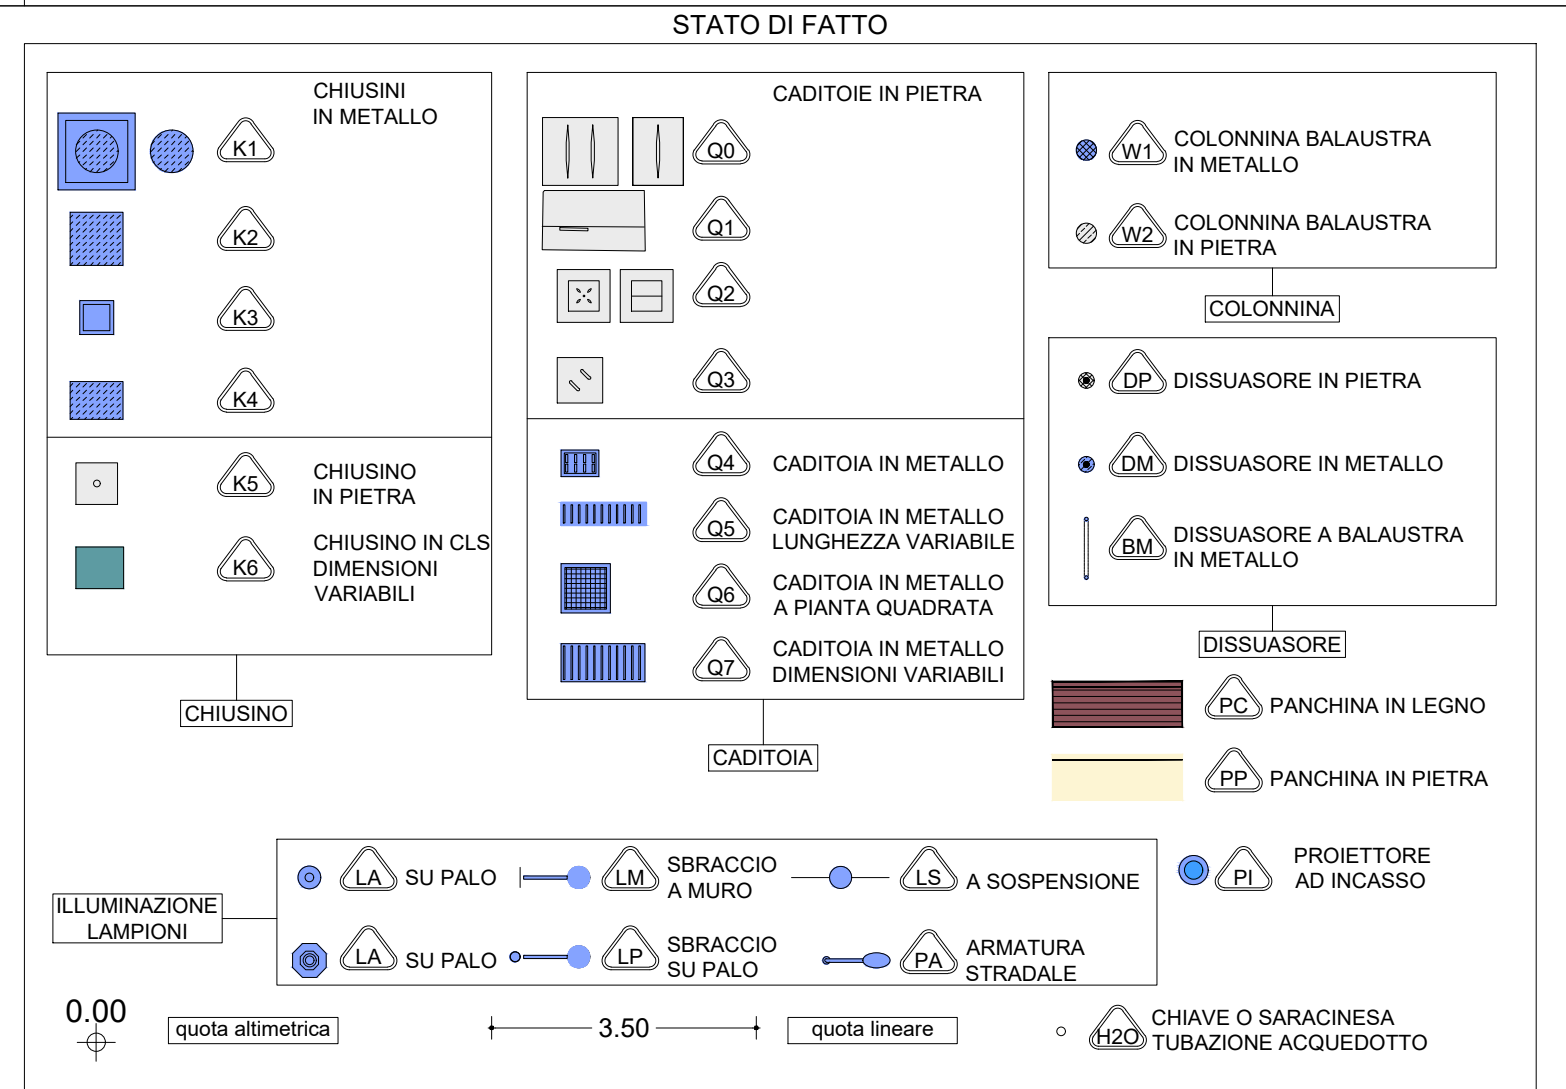 STATO DI FATTO
CHIUSINI
IN METALLO
K1
K2
K3
K4
K5
CHIUSINO
IN PIETRA
K6
CHIUSINO IN CLS
DIMENSIONI
VARIABILI
CHIUSINO
CADITOIE IN PIETRA
Q0
Q1
Q2
Q3
Q4
CADITOIA IN METALLO
Q5
CADITOIA IN METALLO
LUNGHEZZA VARIABILE
Q6
CADITOIA IN METALLO
A PIANTA QUADRATA
Q7
CADITOIA IN METALLO
DIMENSIONI VARIABILI
CADITOIA
W1
COLONNINA BALAUSTRA
IN METALLO
W2
COLONNINA BALAUSTRA
IN PIETRA
COLONNINA
DP
DISSUASORE IN PIETRA
DM
DISSUASORE IN METALLO
BM
DISSUASORE A BALAUSTRA
IN METALLO
DISSUASORE
PC
PANCHINA IN LEGNO
PP
PANCHINA IN PIETRA
ILLUMINAZIONE
LAMPIONI
LA
SU PALO
LM
SBRACCIO
A MURO
LS
A SOSPENSIONE
LA
SU PALO
LP
SBRACCIO
SU PALO
PA
ARMATURA
STRADALE
PI
PROIETTORE
AD INCASSO
0.00
quota altimetrica
3.50
quota lineare
H2O
CHIAVE O SARACINESA
TUBAZIONE ACQUEDOTTO